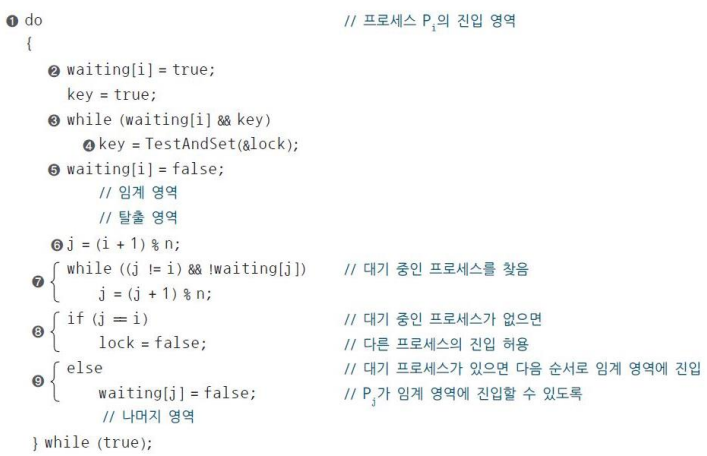 ❶ do // 프로세스 Pi의 진입 영역
{
❷ waiting[i] = true;
key = true;
❸ while (waiting[i] && key)
❹ key = TestAndSet(&lock);
❺ waiting[i] = false;
// 임계 영역
// 탈출 영역
❻ j = (i + 1) % n;
❼ while ((j != i) && !waiting[j]) // 대기 중인 프로세스를 찾음
j = (j + 1) % n;
❽ if (j == i) // 대기 중인 프로세스가 없으면
lock = false; // 다른 프로세스의 진입 허용
❾ else // 대기 프로세스가 있으면 다음 순서로 임계 영역에 진입
waiting[j] = false; // Pj가 임계 영역에 진입할 수 있도록
// 나머지 영역
} while (true);